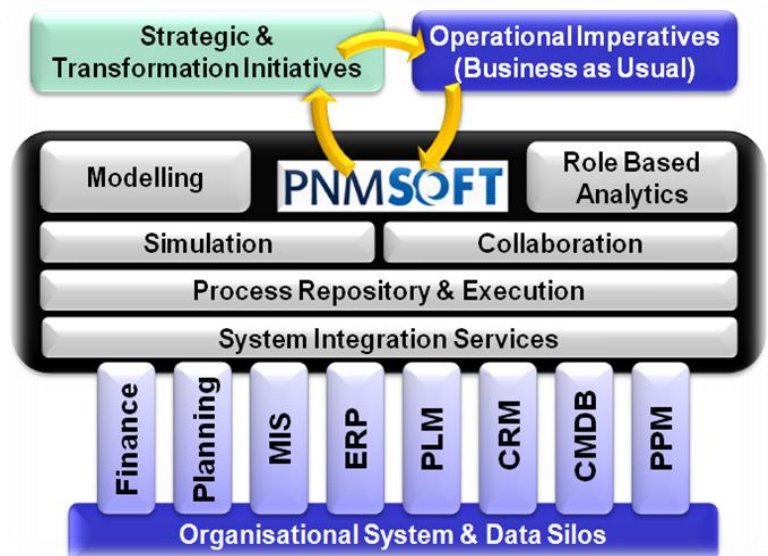 Strategic &
Transformation Initiatives
Operational Imperatives
(Business as Usual)
Modelling
PNMSOFT
Role Based
Analytics
Simulation
Collaboration
Process Repository & Execution
System Integration Services
Finance
Planning
MIS
ERP
PLM
CRM
CMDB
PPM
Organisational System & Data Silos